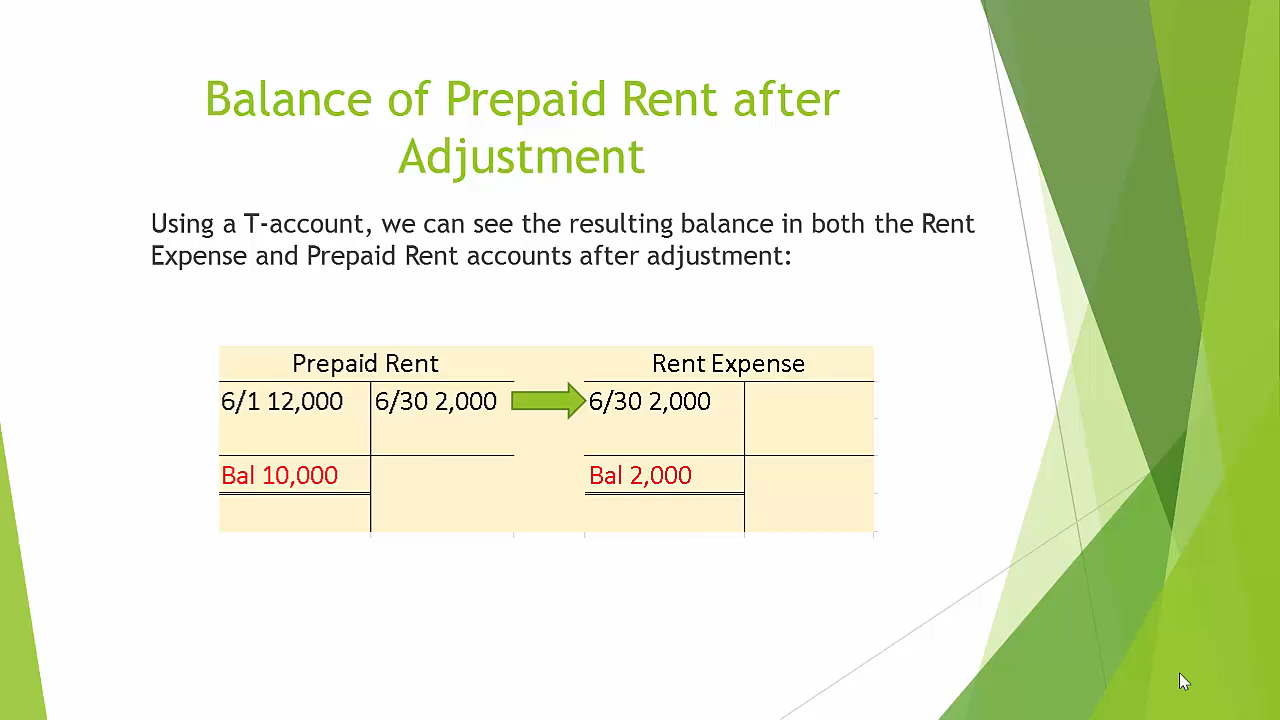 Balance of Prepaid Rent after
Adjustment
Using a T-account, we can see the resulting balance in both the Rent
Expense and Prepaid Rent accounts after adjustment:
Prepaid Rent Rent Expense
6/1 12,000 6/30 2,000 6/30 2,000
Bal 10,000 Bal 2,000